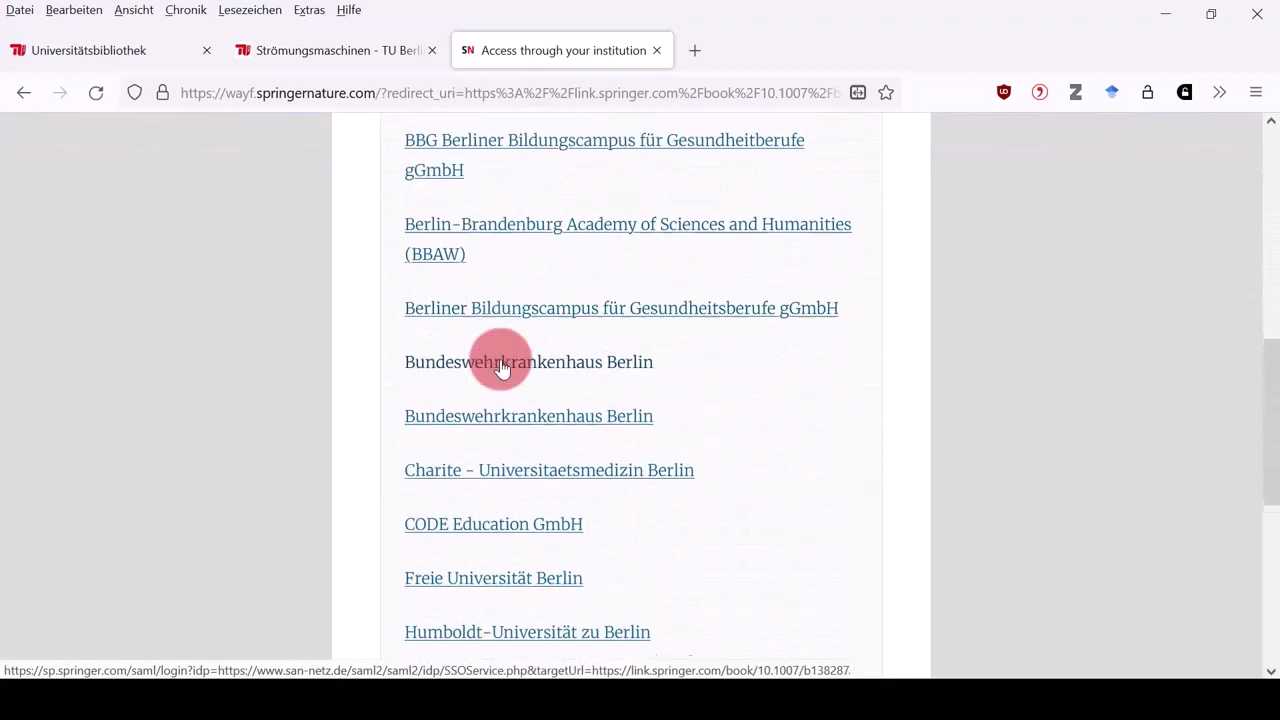 Datei Bearbeiten Ansicht Chronik Lesezeichen Extras Hilfe
Universitätsbibliothek
Strömungsmaschinen - TU Berli
SN Access through your institution
https://wayf.springernature.com/?redirect_uri=https%3A%2F%2Flink.springer.com%2Fbook%2F10.1007%2Fb
BBG Berliner Bildungscampus für Gesundheitberufe
gGmbH
Berlin-Brandenburg Academy of Sciences and Humanities
(BBAW)
Berliner Bildungscampus für Gesundheitsberufe gGmbH
Bundeswehrkrankenhaus Berlin
Bundeswehrkrankenhaus Berlin
Charite - Universitaetsmedizin Berlin
CODE Education GmbH
Freie Universität Berlin
Humboldt-Universität zu Berlin
https://sp.springer.com/saml/login?idp=https://www.san-netz.de/saml2/saml2/idp/SSOService.php&targetUrl=https://link.springer.com/book/10.1007/b138287